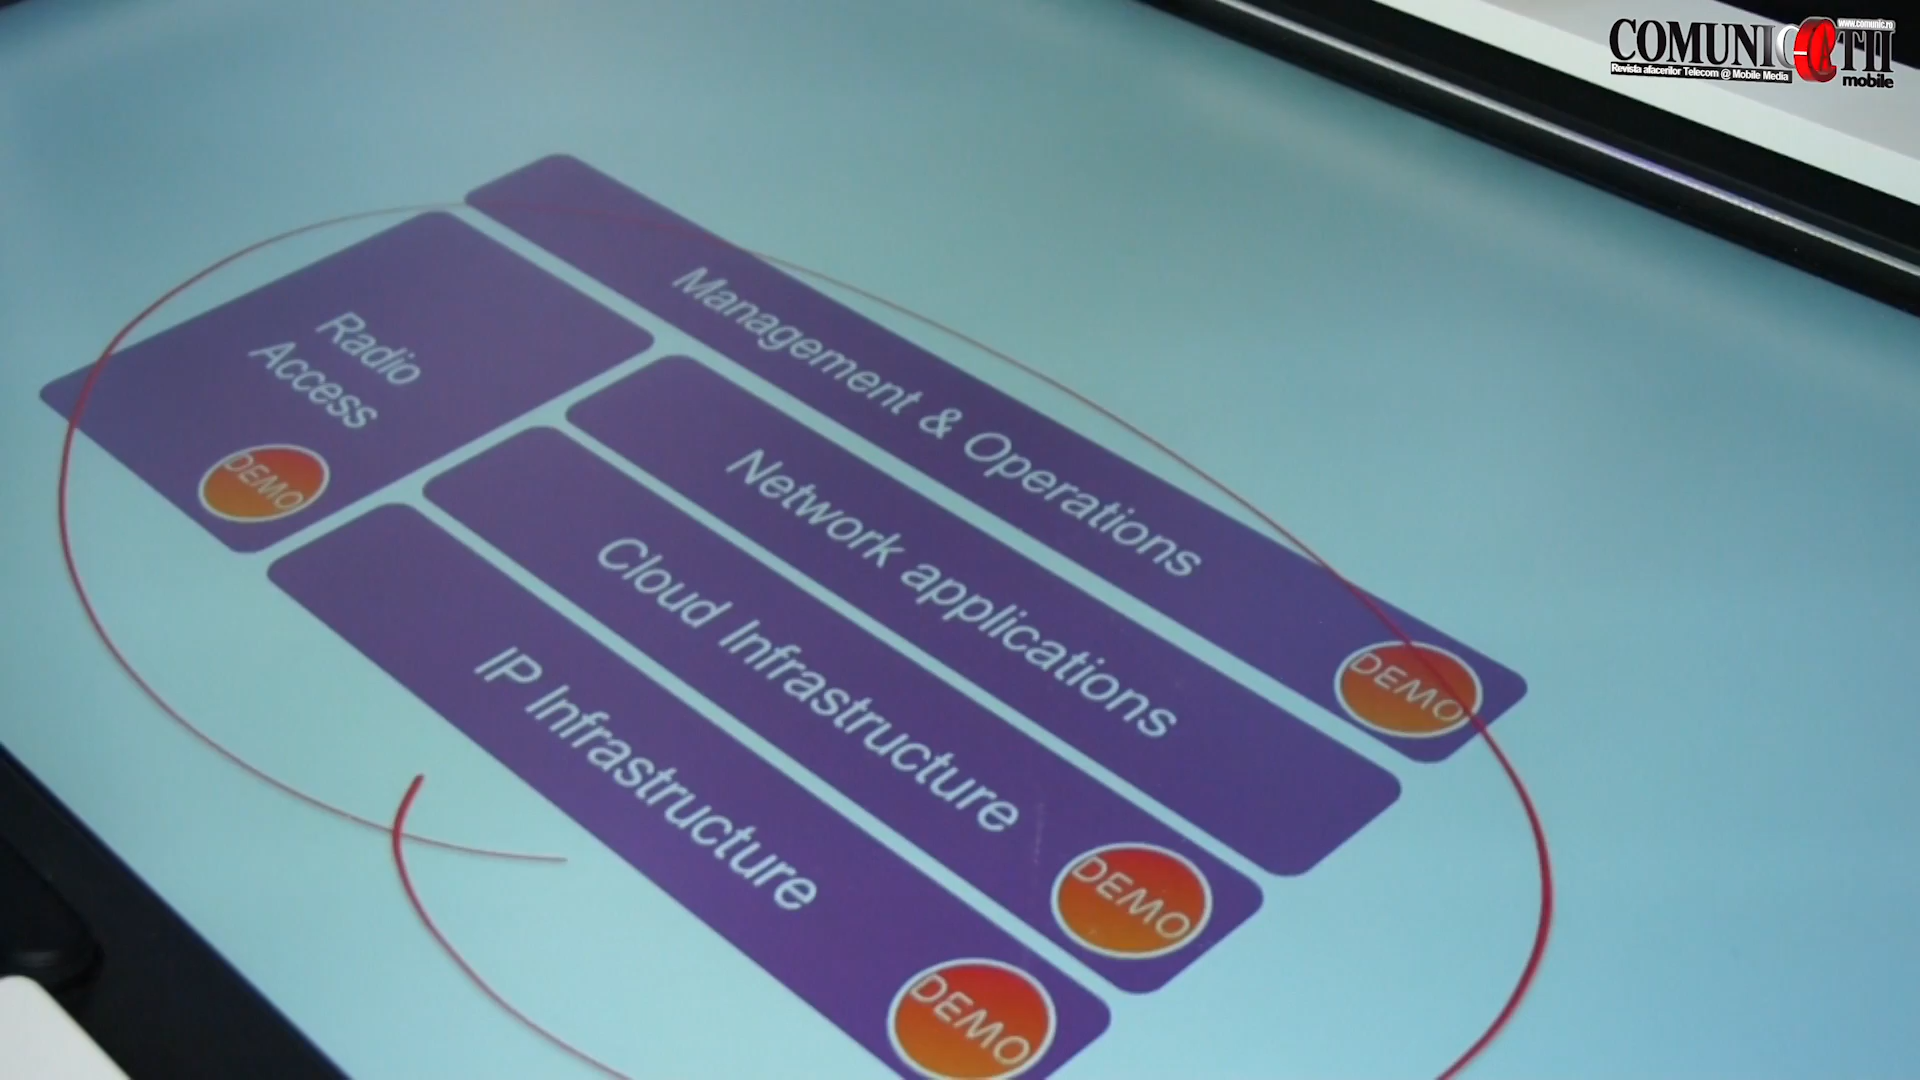 COMUNIC@TII
www.comunic.ro
Revista afacerilor Telecom @ Mobile Media
mobile
Management & Operations
DEMO
Radio
Access
DEMO
Network applications
Cloud Infrastructure
DEMO
IP Infrastructure
DEMO